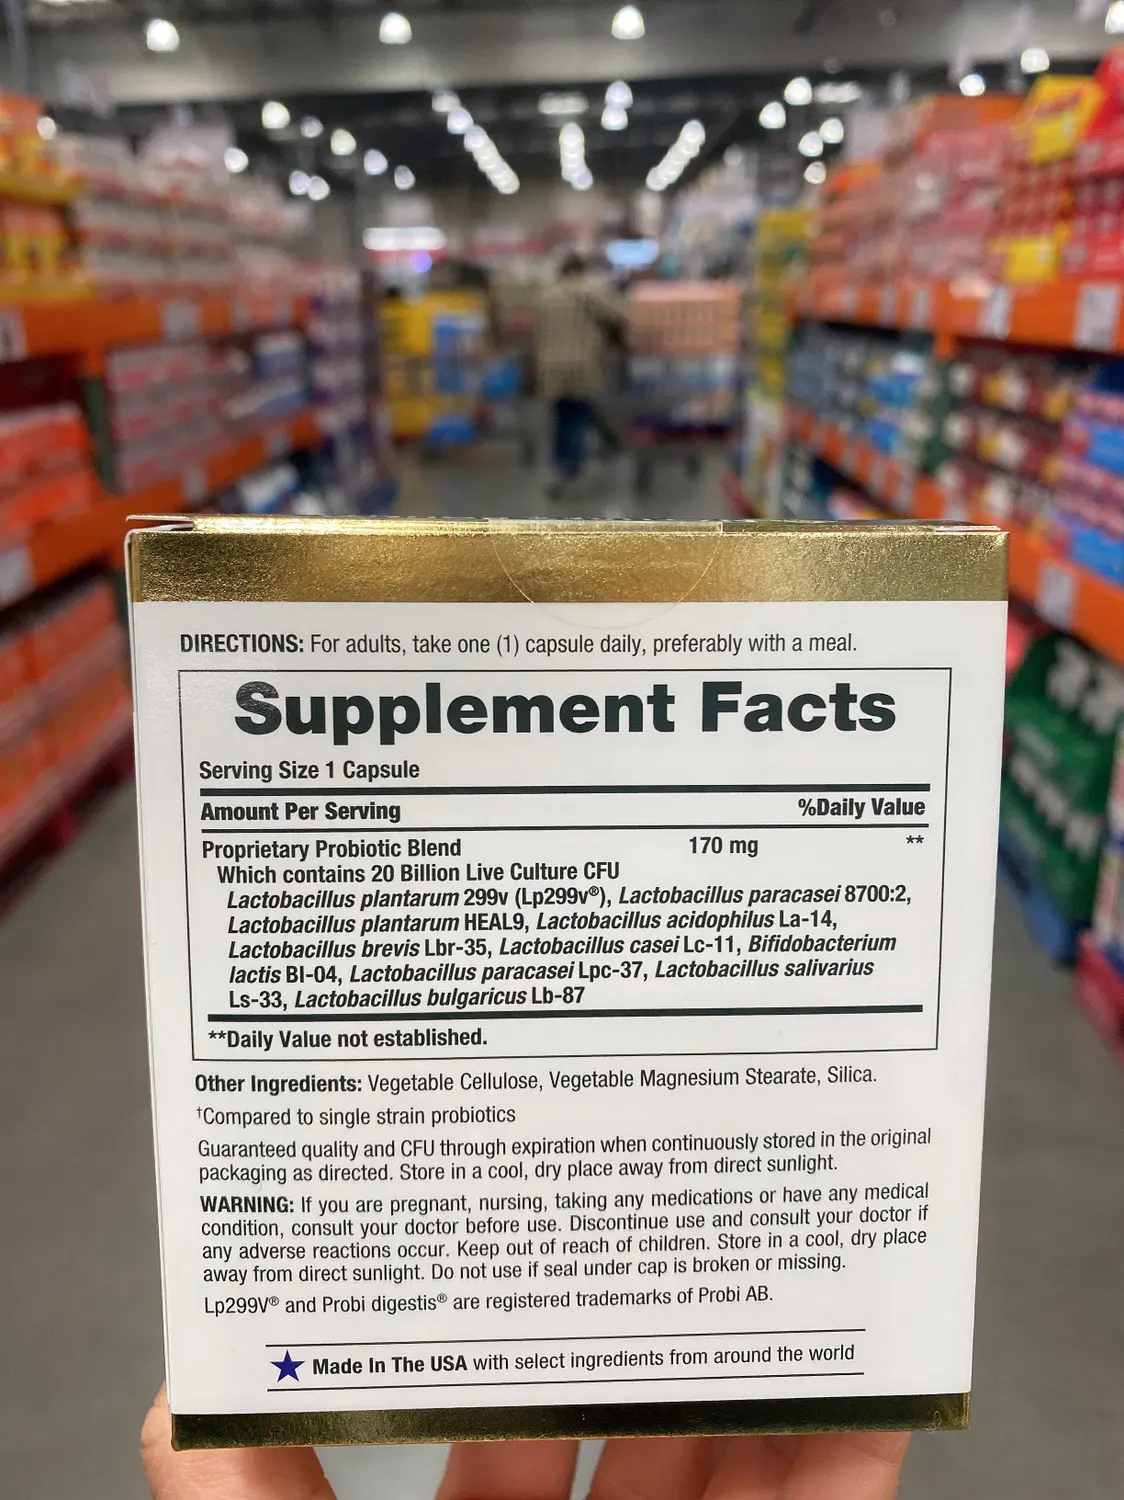 DIRECTIONS: For adults, take one (1) capsule daily, preferably with a meal.
Supplement Facts
Serving Size 1 Capsule
Amount Per Serving %Daily Value
Proprietary Probiotic Blend 170 mg **
Which contains 20 Billion Live Culture CFU
Lactobacillus plantarum 299v (Lp299v®), Lactobacillus paracasei 8700:2,
Lactobacillus plantarum HEAL9, Lactobacillus acidophilus La-14,
Lactobacillus brevis Lbr-35, Lactobacillus casei Lc-11, Bifidobacterium
lactis Bl-04, Lactobacillus paracasei Lpc-37, Lactobacillus salivarius
Ls-33, Lactobacillus bulgaricus Lb-87
**Daily Value not established.
Other Ingredients: Vegetable Cellulose, Vegetable Magnesium Stearate, Silica.
†Compared to single strain probiotics
Guaranteed quality and CFU through expiration when continuously stored in the original
packaging as directed. Store in a cool, dry place away from direct sunlight.
WARNING: If you are pregnant, nursing, taking any medications or have any medical
condition, consult your doctor before use. Discontinue use and consult your doctor if
any adverse reactions occur. Keep out of reach of children. Store in a cool, dry place
away from direct sunlight. Do not use if seal under cap is broken or missing.
Lp299V® and Probi digestis® are registered trademarks of Probi AB.
Made In The USA with select ingredients from around the world